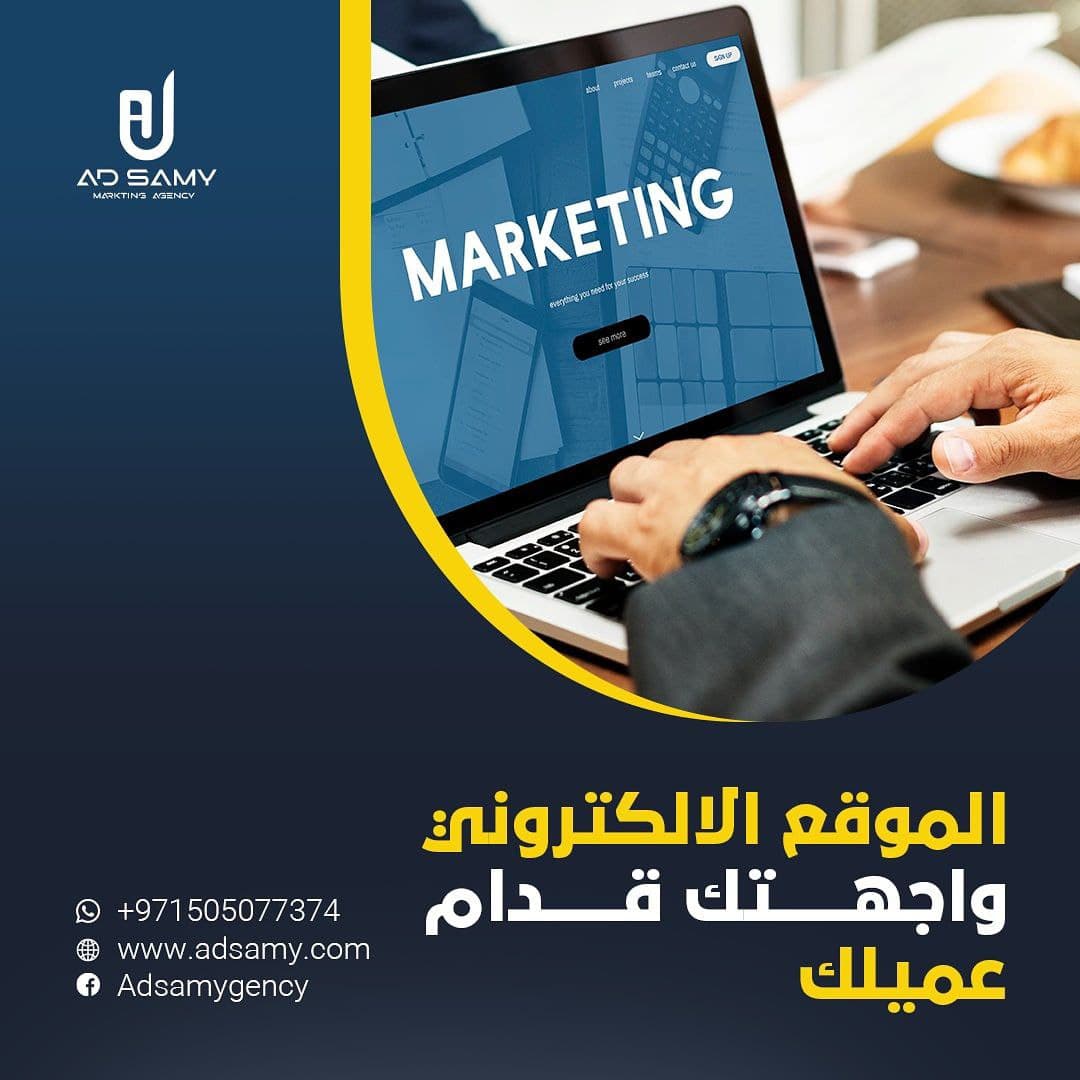 AD SAMY
MARKTING AGENCY
about projects teams contact us SIGN UP
MARKETING
everything you need for your success
see more
الموقع الالكتروني
واجهتك قدام
عميلك
+971505077374
www.adsamy.com
Adsamygency